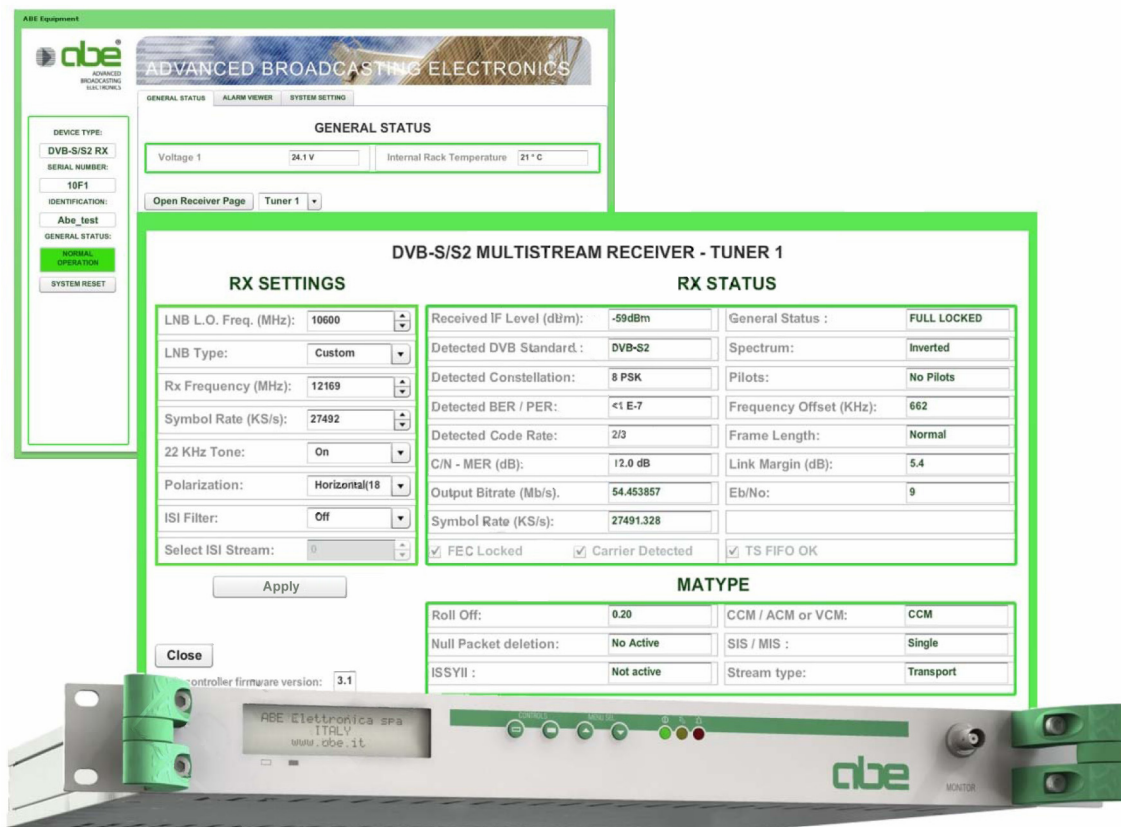 ABE Equipment
abe®
ADVANCED
BROADCASTING
ELECTRONICS
ADVANCED BROADCASTING ELECTRONICS
GENERAL STATUS ALARM VIEWER SYSTEM SETTING
DEVICE TYPE:
DVB-S/S2 RX
SERIAL NUMBER:
10F1
IDENTIFICATION:
Abe_test
GENERAL STATUS:
NORMAL
OPERATION
SYSTEM RESET
GENERAL STATUS
Voltage 1 24.1 V Internal Rack Temperature 21 ° C
Open Receiver Page Tuner 1
DVB-S/S2 MULTISTREAM RECEIVER - TUNER 1
RX SETTINGS
LNB L.O. Freq. (MHz): 10600
LNB Type: Custom
Rx Frequency (MHz): 12169
Symbol Rate (KS/s): 27492
22 KHz Tone: On
Polarization: Horizontal(18
ISI Filter: Off
Select ISI Stream: 0
Apply
Close
controller firmware version: 3.1
RX STATUS
Received IF Level (dBm): -59dBm General Status : FULL LOCKED
Detected DVB Standard.: DVB-S2 Spectrum: Inverted
Detected Constellation: 8 PSK Pilots: No Pilots
Detected BER / PER: <1 E-7 Frequency Offset (KHz): 662
Detected Code Rate: 2/3 Frame Length: Normal
C/N - MER (dB): 12.0 dB Link Margin (dB): 5.4
Output Bitrate (Mb/s). 54.453857 Eb/No: 9
Symbol Rate (KS/s): 27491.328
FEC Locked Carrier Detected TS FIFO OK
MATYPE
Roll Off: 0.20 CCM / ACM or VCM: CCM
Null Packet deletion: No Active SIS / MIS : Single
ISSYII : Not active Stream type: Transport
ABE Elettronica spa
ITALY
www.abe.it
CONTROLS MENU SEL.
abe
MONITOR